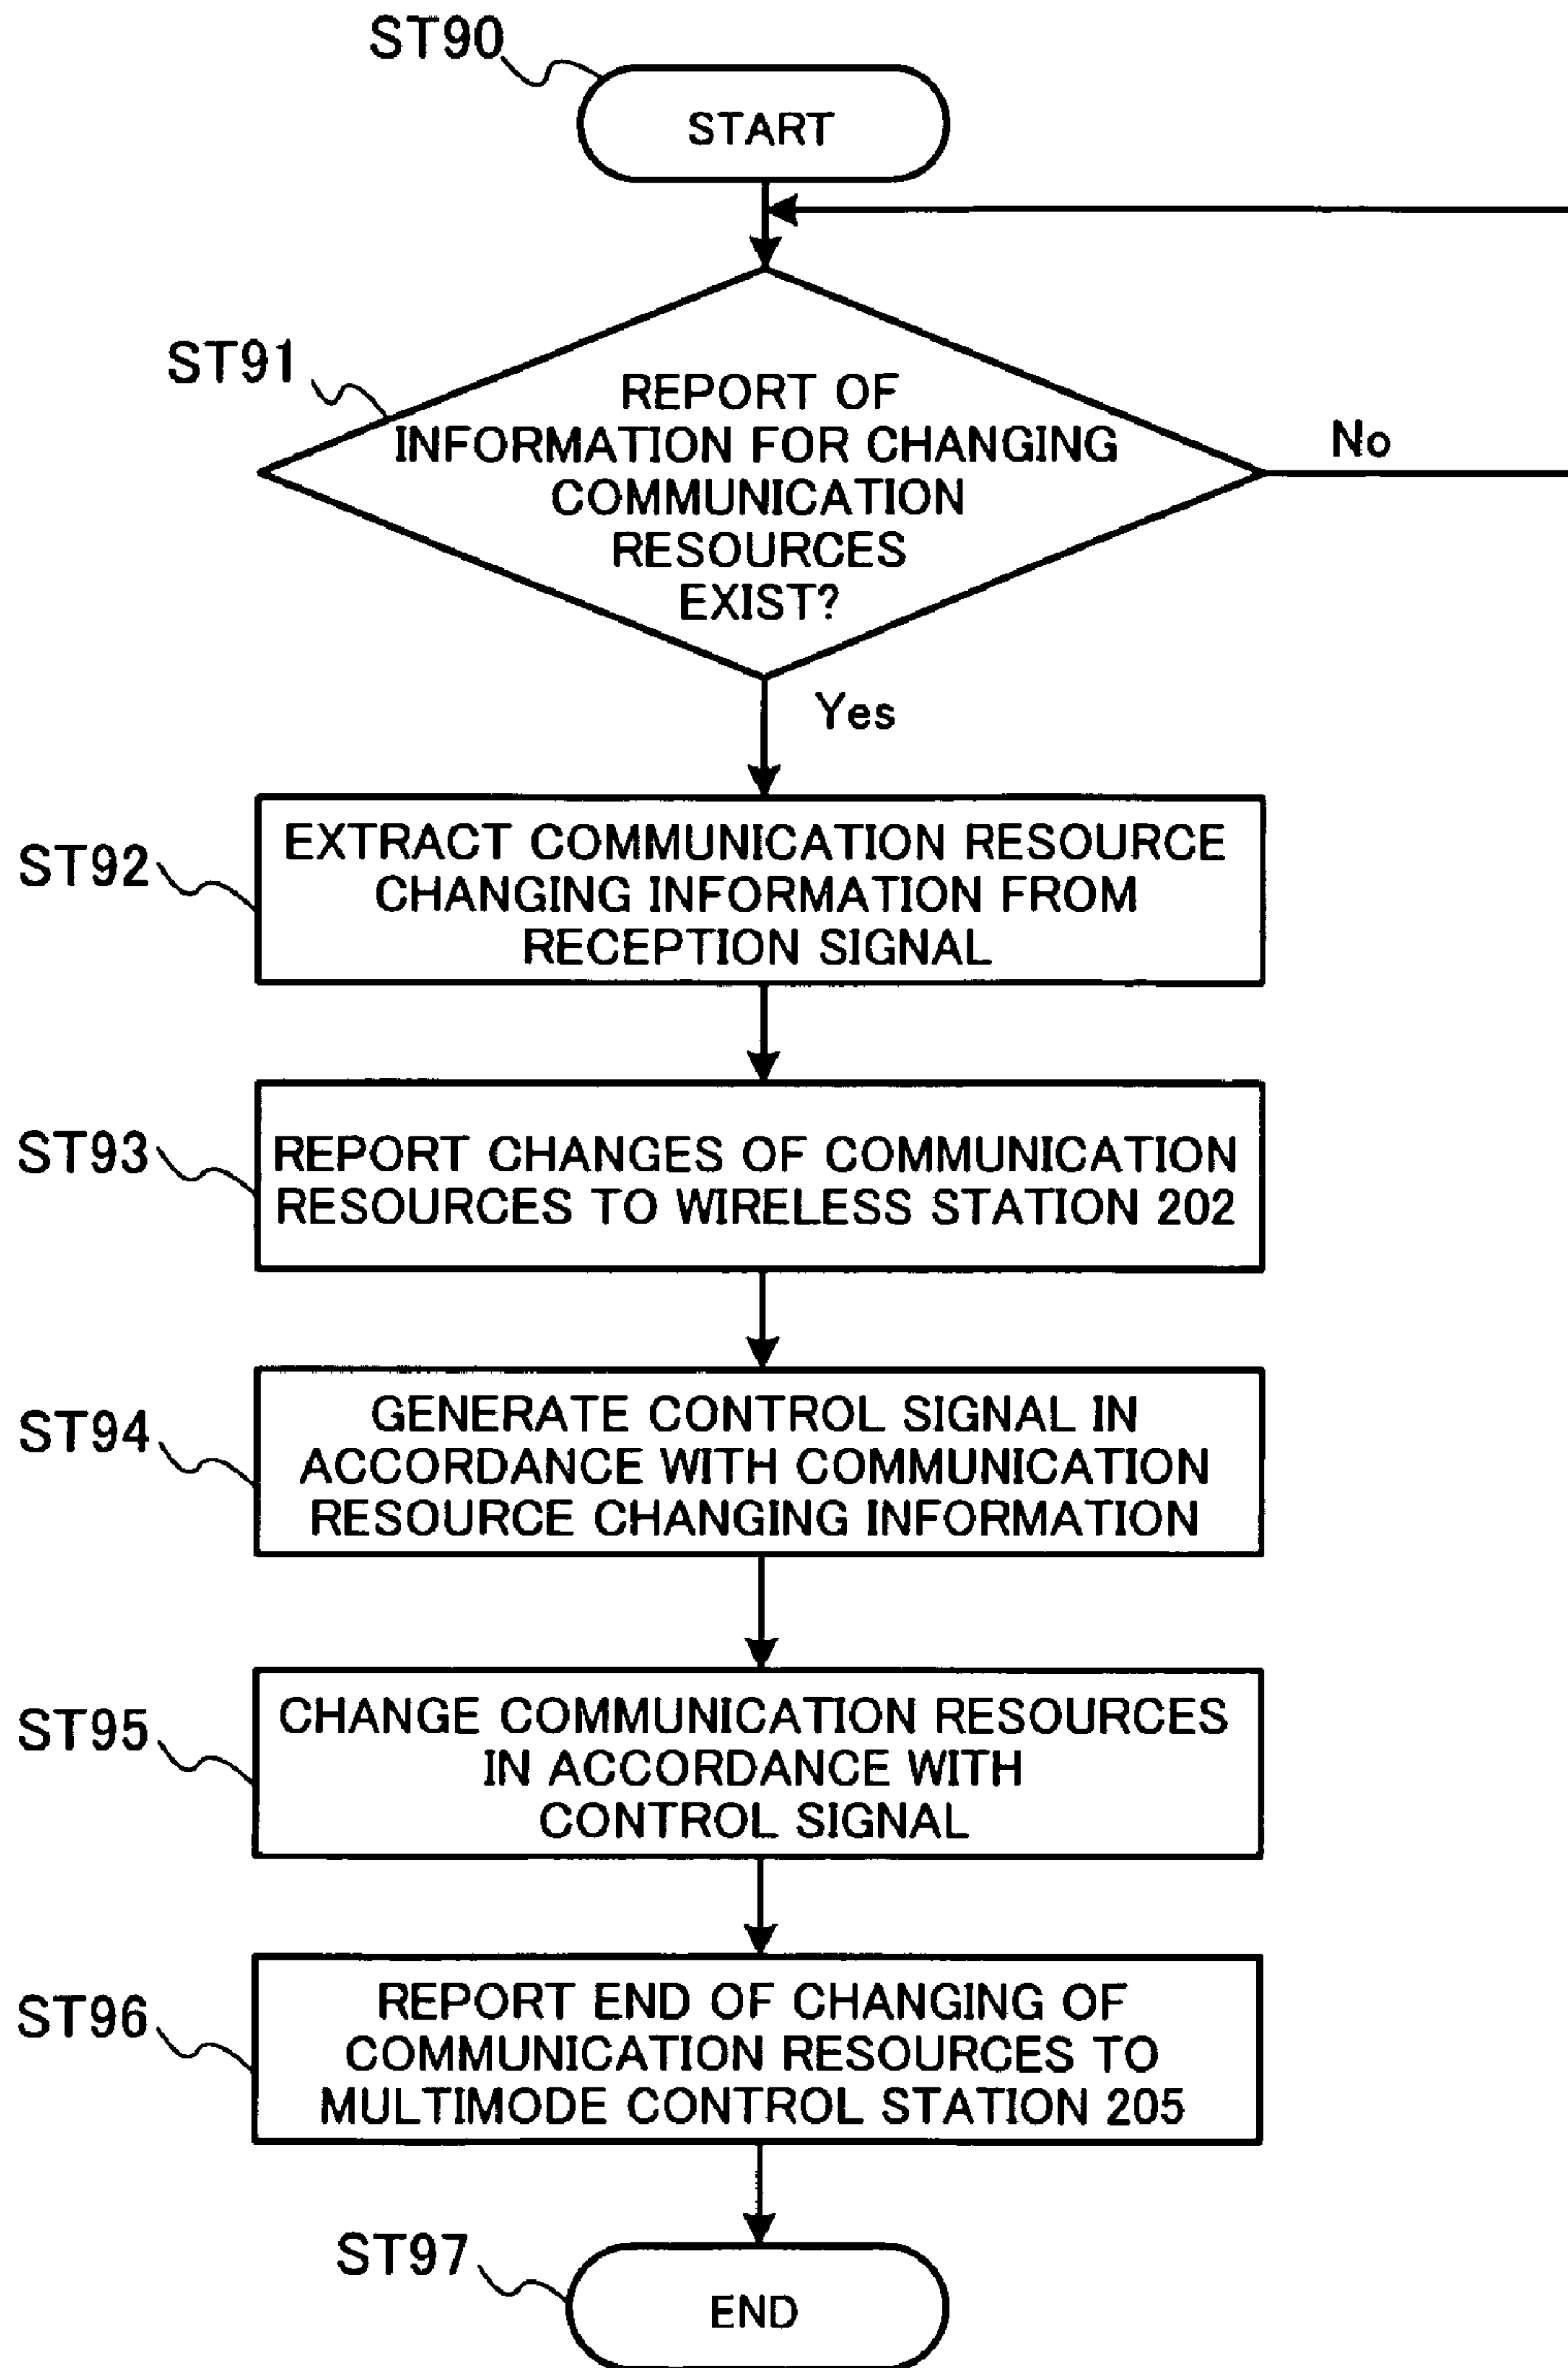 ST90
START
ST91
REPORT OF
INFORMATION FOR CHANGING
COMMUNICATION
RESOURCES
EXIST?
No
Yes
ST92
EXTRACT COMMUNICATION RESOURCE
CHANGING INFORMATION FROM
RECEPTION SIGNAL
ST93
REPORT CHANGES OF COMMUNICATION
RESOURCES TO WIRELESS STATION 202
ST94
GENERATE CONTROL SIGNAL IN
ACCORDANCE WITH COMMUNICATION
RESOURCE CHANGING INFORMATION
ST95
CHANGE COMMUNICATION RESOURCES
IN ACCORDANCE WITH
CONTROL SIGNAL
ST96
REPORT END OF CHANGING OF
COMMUNICATION RESOURCES TO
MULTIMODE CONTROL STATION 205
ST97
END